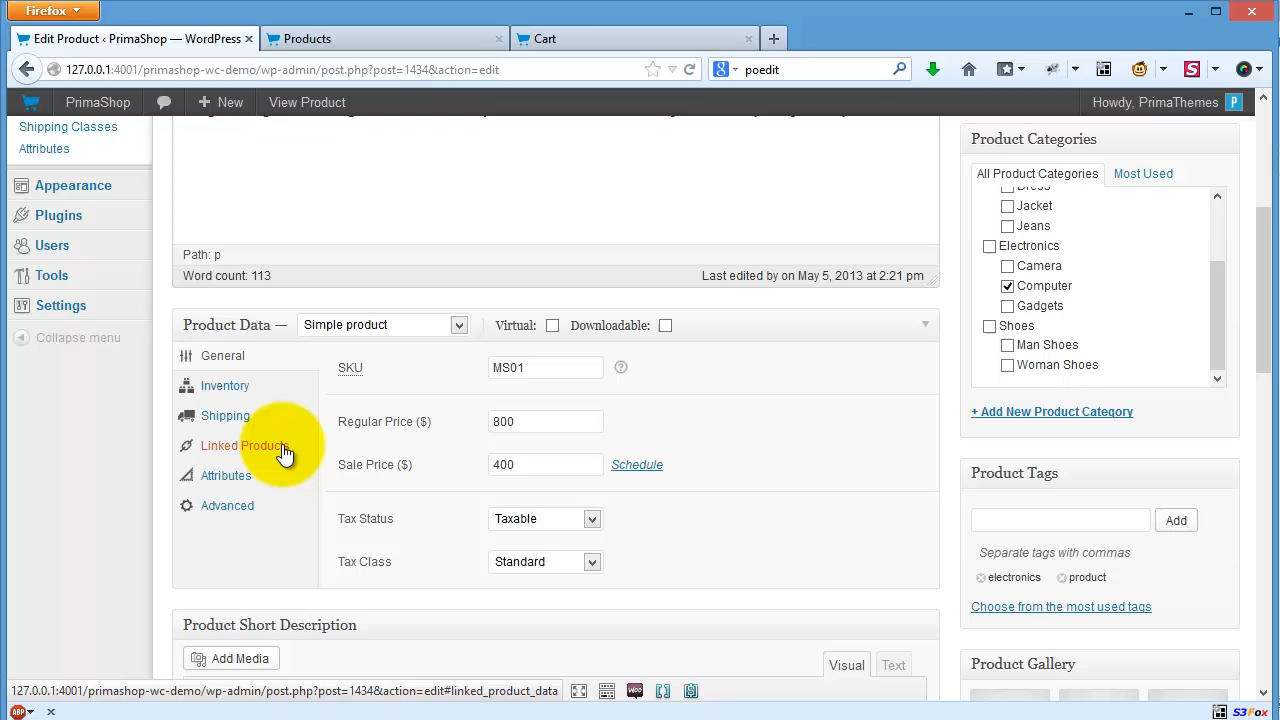 Firefox
Edit Product ‹ PrimaShop — WordPress
Products
Cart
127.0.0.1:4001/primashop-wc-demo/wp-admin/post.php?post=1434&action=edit
poedit
PrimaShop
New
View Product
Howdy, PrimaThemes
Shipping Classes
Attributes
Appearance
Plugins
Users
Tools
Settings
Collapse menu
Path: p
Word count: 113
Last edited by on May 5, 2013 at 2:21 pm
Product Data —
Simple product
Virtual:
Downloadable:
General
Inventory
Shipping
Linked Products
Attributes
Advanced
SKU
MS01
Regular Price ($)
800
Sale Price ($)
400
Schedule
Tax Status
Taxable
Tax Class
Standard
Product Short Description
Add Media
Visual
Text
Product Categories
All Product Categories
Most Used
Dress
Jacket
Jeans
Electronics
Camera
Computer
Gadgets
Shoes
Man Shoes
Woman Shoes
+ Add New Product Category
Product Tags
Add
Separate tags with commas
electronics
product
Choose from the most used tags
Product Gallery
127.0.0.1:4001/primashop-wc-demo/wp-admin/post.php?post=1434&action=edit#linked_product_data
ABP
S3Fox